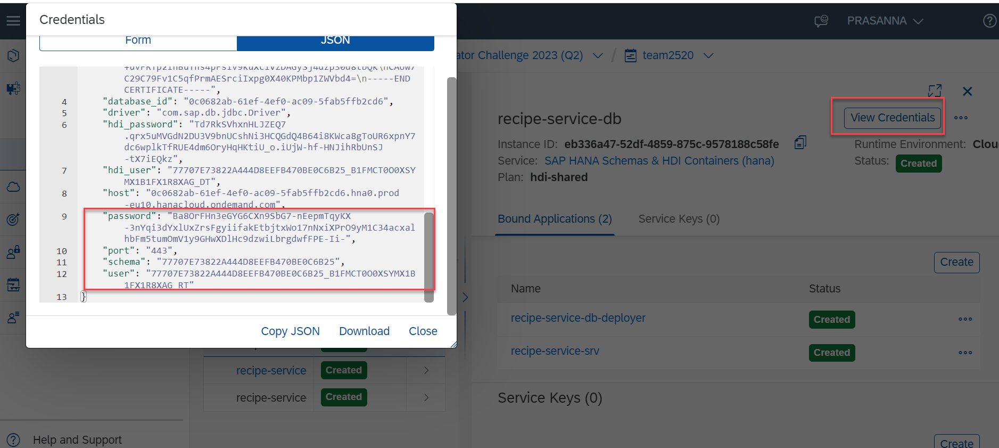 Credentials
Form
JSON
C29C79Fv1C5qfPrmAESrciIxpg0X40KPMbp1ZWVbd4=\n-----END
CERTIFICATE-----",
4 "database_id": "0c0682ab-61ef-4ef0-ac09-5fab5ffb2cd6",
5 "driver": "com.sap.db.jdbc.Driver",
6 "hdi_password": "Td7RkSVhxnHLJZEQ7
.qrx5uMVGdN2DU3V9bnUCshNi3HCQGdQ4B64i8KWca8gToUR6xpnY7
dc6wplkTfRUE4dm6OryHqHKtiU_o.iUjW-hf-HNJihRbUnSJ
-tX7iEQkz",
7 "hdi_user": "77707E73822A444D8EEFB470BE0C6B25_B1FMCT0O0XSY
MX1B1FX1R8XAG_DT",
8 "host": "0c0682ab-61ef-4ef0-ac09-5fab5ffb2cd6.hna0.prod
-eu10.hanacloud.ondemand.com",
9 "password": "Ba8OrFHn3eGYG6CXn9SbG7-nEepmTqyKX
-3nYqi3dYxlUxZrsFgyiifakEtbjtxWo17nNxiXPrO9yM1C34acxal
hbFm5tumOmV1y9GHwXDlHc9dzwiLbrgdwfFPE-Ii-",
10 "port": "443",
11 "schema": "77707E73822A444D8EEFB470BE0C6B25",
12 "user": "77707E73822A444D8EEFB470BE0C6B25_B1FMCT0O0XSYMX1B
1FX1R8XAG_RT"
13 }
Copy JSON
Download
Close
recipe-service-
Created
recipe-service-
Created
Help and Support
PRASANNA
ator Challenge 2023 (Q2)
/
team2520
recipe-service-db
View Credentials
Instance ID: eb336a47-52df-4859-875c-9578188c58fe
Runtime Environment: Clou
Service: SAP HANA Schemas & HDI Containers (hana)
Status: Created
Plan: hdi-shared
Bound Applications (2)
Service Keys (0)
Create
Name
Status
recipe-service-db-deployer
Created
recipe-service-srv
Created
Service Keys (0)
Create